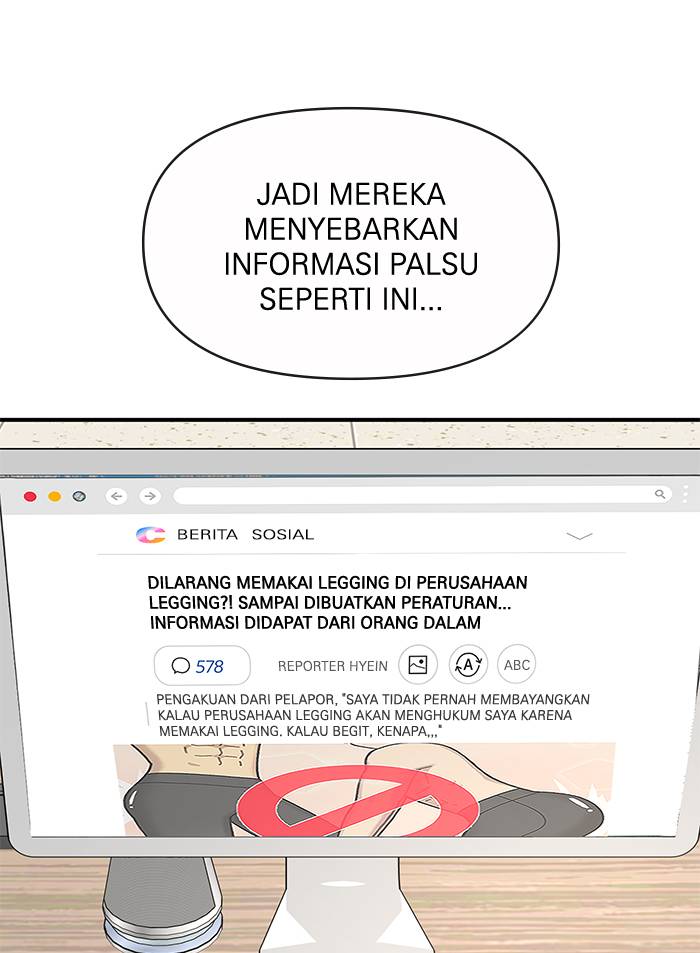 JADI MEREKA
MENYEBARKAN
INFORMASI PALSU
SEPERTI INI...
BERITA SOSIAL
DILARANG MEMAKAI LEGGING DI PERUSAHAAN
LEGGING?! SAMPAI DIBUATKAN PERATURAN...
INFORMASI DIDAPAT DARI ORANG DALAM
578 REPORTER HYEIN A ABC
PENGAKUAN DARI PELAPOR, "SAYA TIDAK PERNAH MEMBAYANGKAN
KALAU PERUSAHAAN LEGGING AKAN MENGHUKUM SAYA KARENA
MEMAKAI LEGGING. KALAU BEGIT, KENAPA,,,"